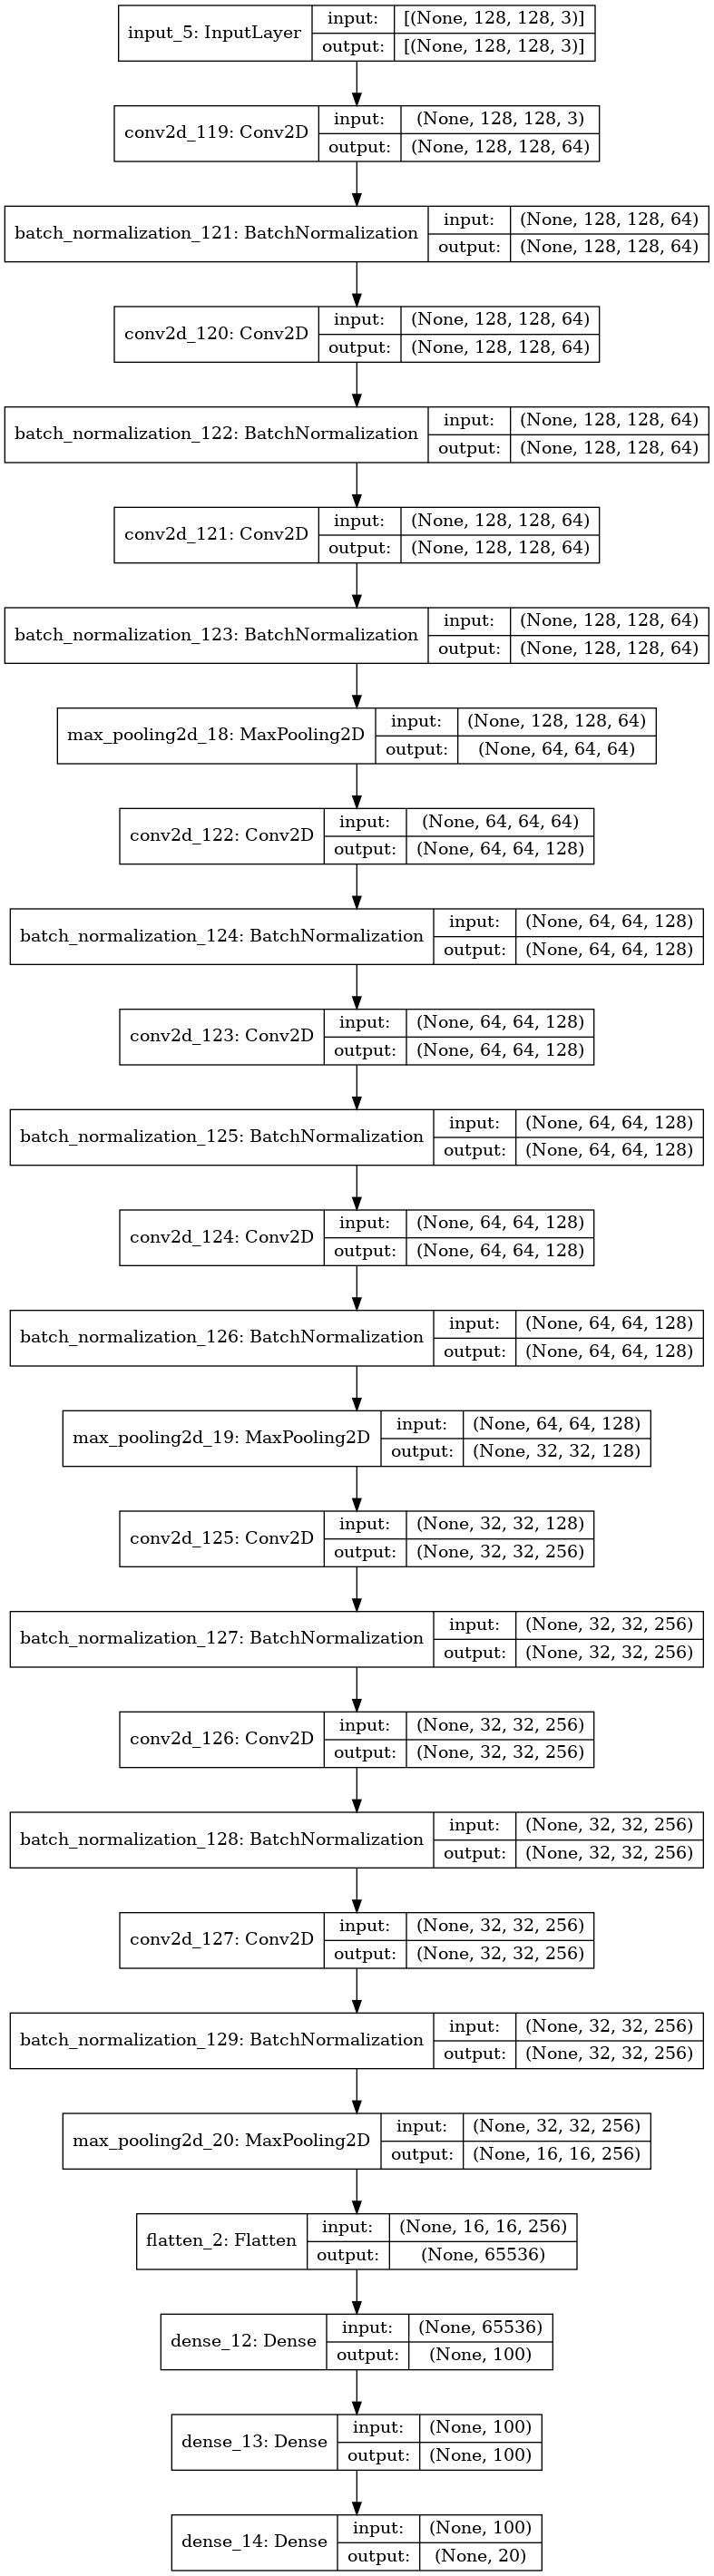 input_5: InputLayer
input:
[(None, 128, 128, 3)]
output:
[(None, 128, 128, 3)]
conv2d_119: Conv2D
input:
(None, 128, 128, 3)
output:
(None, 128, 128, 64)
batch_normalization_121: BatchNormalization
input:
(None, 128, 128, 64)
output:
(None, 128, 128, 64)
conv2d_120: Conv2D
input:
(None, 128, 128, 64)
output:
(None, 128, 128, 64)
batch_normalization_122: BatchNormalization
input:
(None, 128, 128, 64)
output:
(None, 128, 128, 64)
conv2d_121: Conv2D
input:
(None, 128, 128, 64)
output:
(None, 128, 128, 64)
batch_normalization_123: BatchNormalization
input:
(None, 128, 128, 64)
output:
(None, 128, 128, 64)
max_pooling2d_18: MaxPooling2D
input:
(None, 128, 128, 64)
output:
(None, 64, 64, 64)
conv2d_122: Conv2D
input:
(None, 64, 64, 64)
output:
(None, 64, 64, 128)
batch_normalization_124: BatchNormalization
input:
(None, 64, 64, 128)
output:
(None, 64, 64, 128)
conv2d_123: Conv2D
input:
(None, 64, 64, 128)
output:
(None, 64, 64, 128)
batch_normalization_125: BatchNormalization
input:
(None, 64, 64, 128)
output:
(None, 64, 64, 128)
conv2d_124: Conv2D
input:
(None, 64, 64, 128)
output:
(None, 64, 64, 128)
batch_normalization_126: BatchNormalization
input:
(None, 64, 64, 128)
output:
(None, 64, 64, 128)
max_pooling2d_19: MaxPooling2D
input:
(None, 64, 64, 128)
output:
(None, 32, 32, 128)
conv2d_125: Conv2D
input:
(None, 32, 32, 128)
output:
(None, 32, 32, 256)
batch_normalization_127: BatchNormalization
input:
(None, 32, 32, 256)
output:
(None, 32, 32, 256)
conv2d_126: Conv2D
input:
(None, 32, 32, 256)
output:
(None, 32, 32, 256)
batch_normalization_128: BatchNormalization
input:
(None, 32, 32, 256)
output:
(None, 32, 32, 256)
conv2d_127: Conv2D
input:
(None, 32, 32, 256)
output:
(None, 32, 32, 256)
batch_normalization_129: BatchNormalization
input:
(None, 32, 32, 256)
output:
(None, 32, 32, 256)
max_pooling2d_20: MaxPooling2D
input:
(None, 32, 32, 256)
output:
(None, 16, 16, 256)
flatten_2: Flatten
input:
(None, 16, 16, 256)
output:
(None, 65536)
dense_12: Dense
input:
(None, 65536)
output:
(None, 100)
dense_13: Dense
input:
(None, 100)
output:
(None, 100)
dense_14: Dense
input:
(None, 100)
output:
(None, 20)